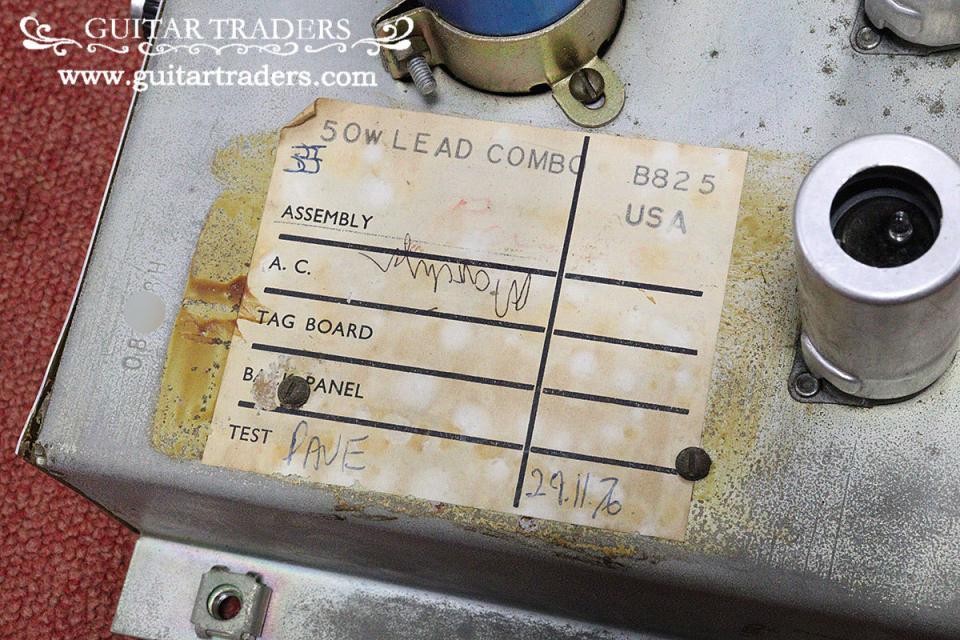 GUITAR TRADERS
www.guitartraders.com
50W LEAD COMBO
B825
USA
ASSEMBLY
A. C.
TAG BOARD
BACK PANEL
TEST DAVE
29.11.76